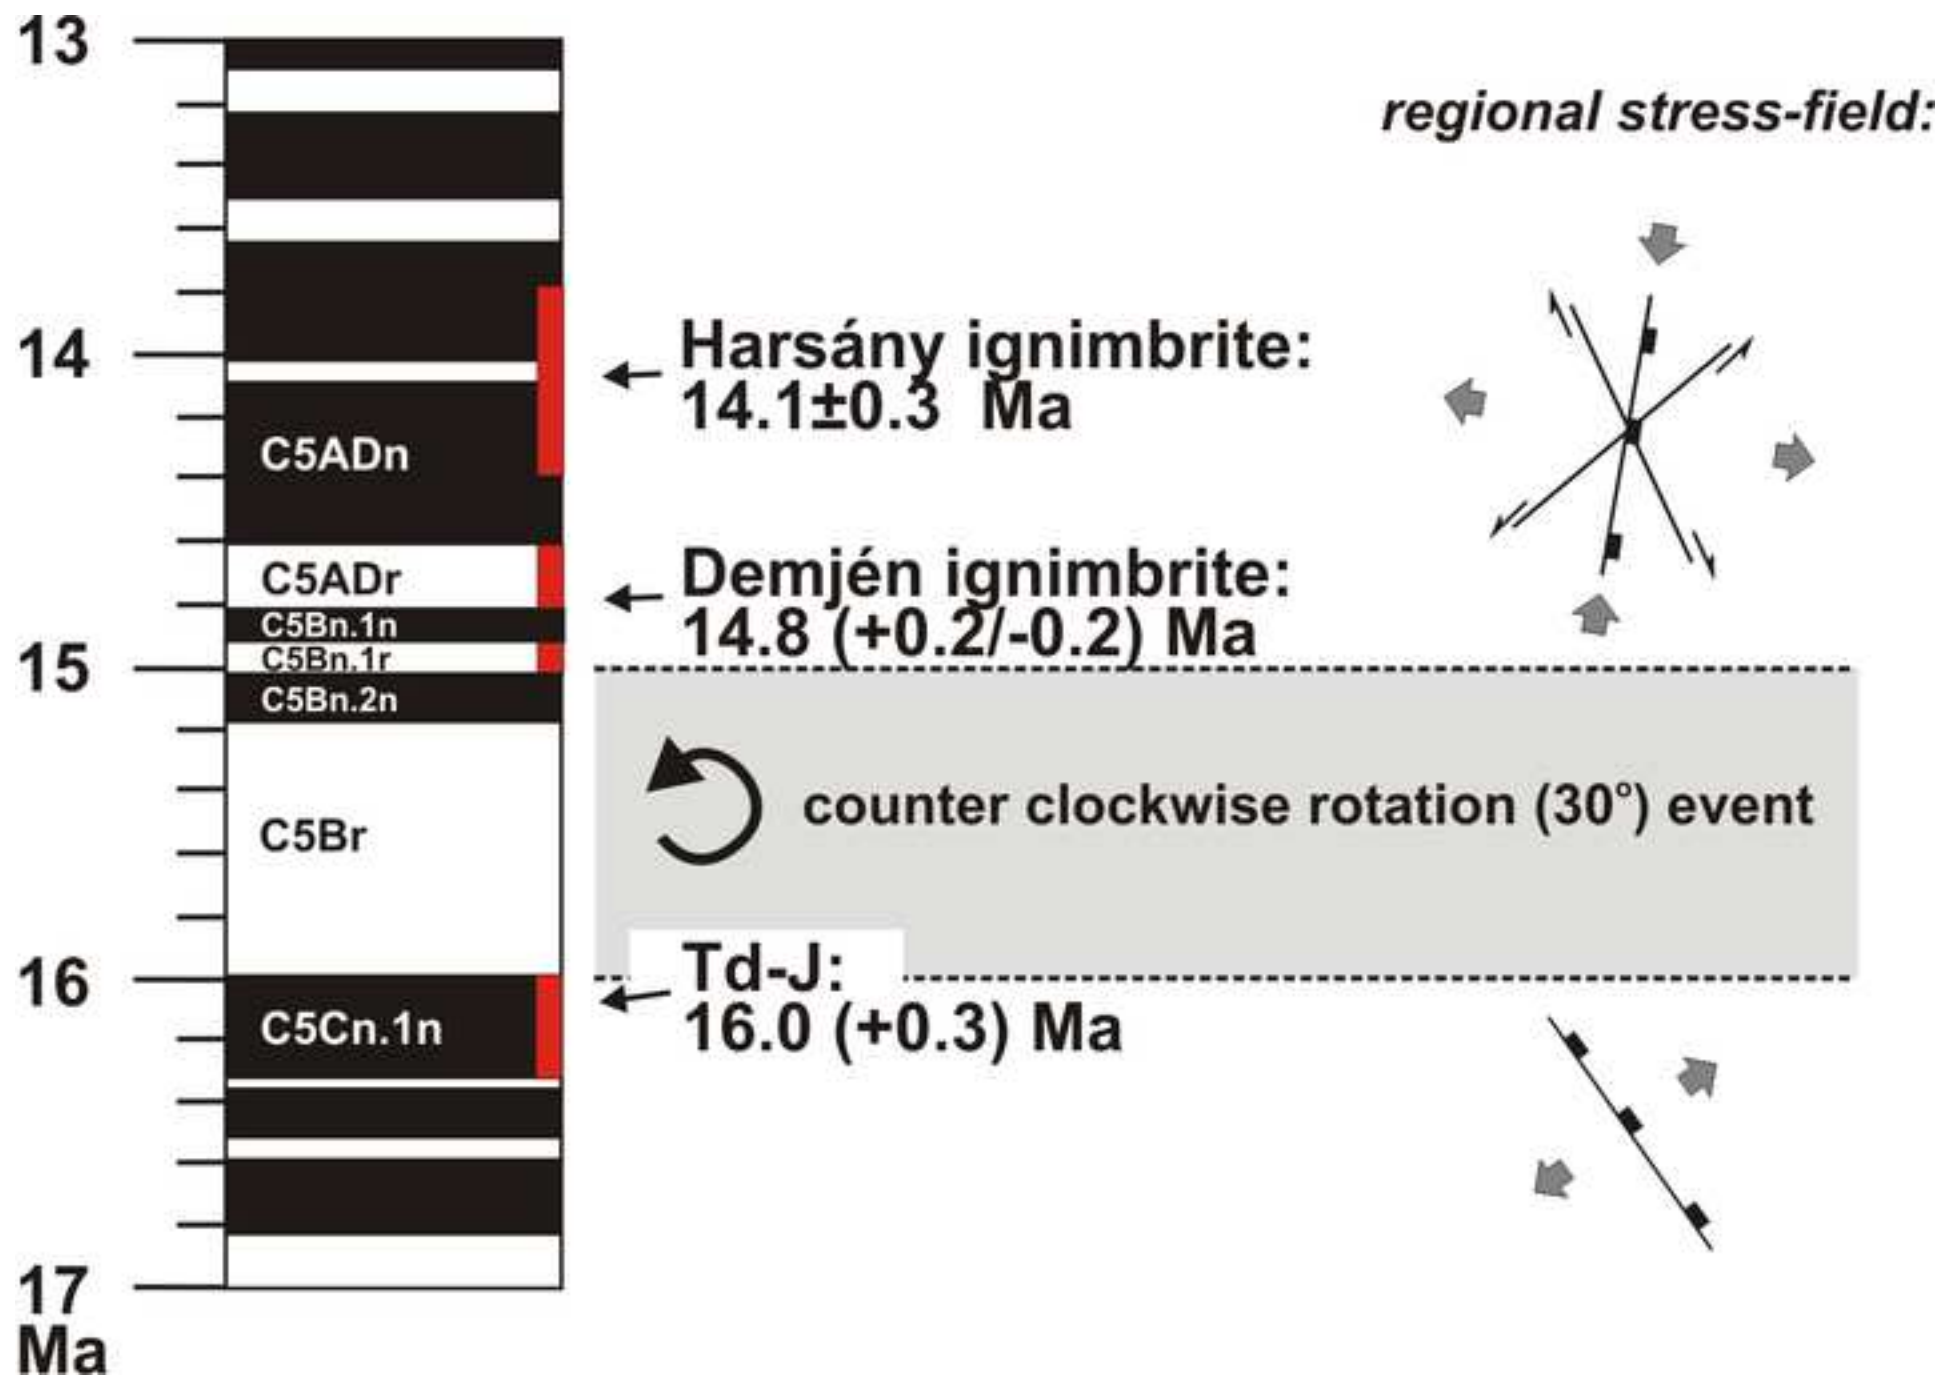 13
regional stress-field:
14
Harsány ignimbrite:
14.1±0.3 Ma
C5ADn
Demjén ignimbrite:
14.8 (+0.2/-0.2) Ma
C5ADr
C5Bn.1n
15
C5Bn.1r
C5Bn.2n
counter clockwise rotation (30°) event
C5Br
16
Td-J:
16.0 (+0.3) Ma
C5Cn.1n
17
Ma